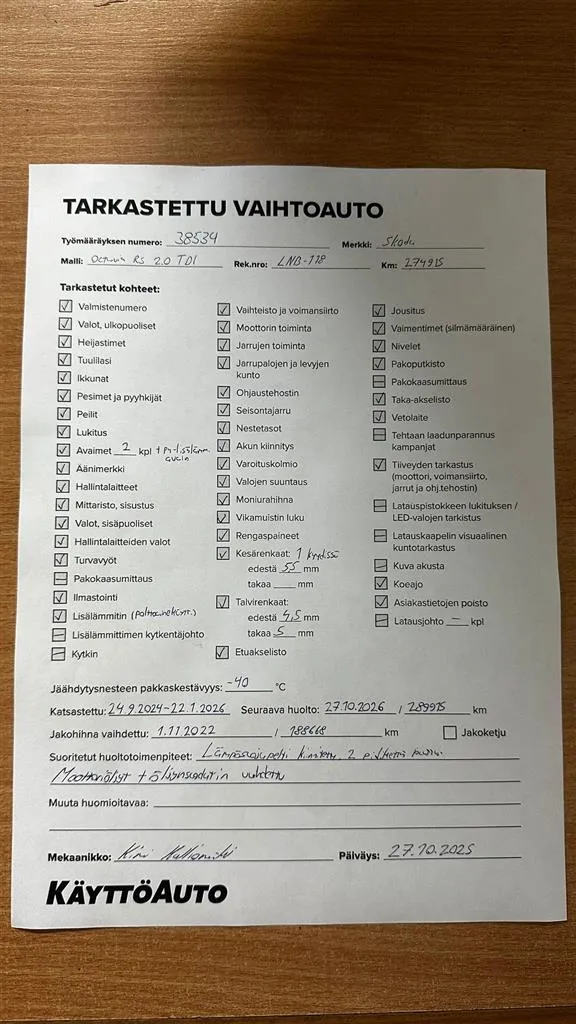 TARKASTETTU VAIHTOAUTO
Työmääräyksen numero: 38534 Merkki: Skoda
Malli: Octavia RS 2.0 TDI Rek.nro: LNB-118 Km: 274915
Tarkastetut kohteet:
Valmistenumero
Valot, ulkopuoliset
Heijastimet
Tuulilasi
Ikkunat
Pesimet ja pyyhkijät
Peilit
Lukitus
Avaimet 2 kpl
Äänimerkki
Hallintalaitteet
Mittaristo, sisustus
Valot, sisäpuoliset
Hallintalaitteiden valot
Turvavyöt
Pakokaasumittaus
Ilmastointi
Lisälämmitin
Lisälämmittimen kytkentäjohto
Kytkin
Vaihteisto ja voimansiirto
Moottorin toiminta
Jarrujen toiminta
Jarrupalojen ja levyjen
kunto
Ohjaustehostin
Seisontajarru
Nestetasot
Akun kiinnitys
Varoituskolmio
Valojen suuntaus
Moniurahihna
Vikamuistin luku
Rengaspaineet
Kesärenkaat: 1
edestä 5,5 mm
takaa mm
Talvirenkaat:
edestä 4,5 mm
takaa 5 mm
Etuakselisto
Jousitus
Vaimentimet (silmämääräinen)
Nivelet
Pakoputkisto
Pakokaasumittaus
Taka-akselisto
Vetolaite
Tehtaan laadunparannus
kampanjat
Tiiveyden tarkastus
(moottori, voimansiirto,
jarrut ja ohj.tehostin)
Latauspistokkeen lukituksen /
LED-valojen tarkistus
Latauskaapelin visuaalinen
kuntotarkastus
Kuva akusta
Koeajo
Asiakastietojen poisto
Latausjohto – kpl
Jäähdytysnesteen pakkaskestävyys: -40 °C
Katsastettu: 24.9.2024-22.1.2026 Seuraava huolto: 27.10.2026 / 289915 km
Jakohihna vaihdettu: 1.11.2022 / 188668 km Jakoketju
Suoritetut huoltotoimenpiteet:
Moottoriöljyt + öljynsuodatin vaihdettu
Muuta huomioitavaa:
Mekaanikko: Päiväys: 27.10.2025
KÄYTTÖAUTO